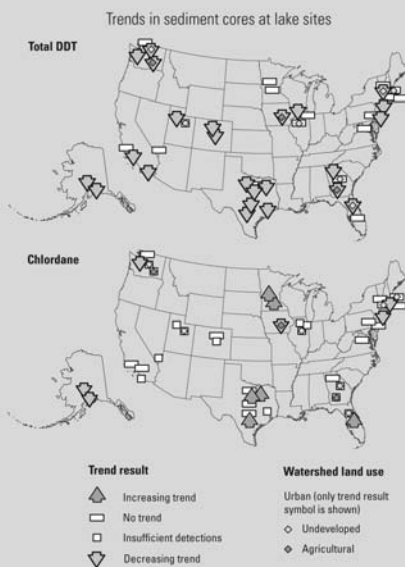 Trends in sediment cores at lake sites
Total DDT
Chlordane
Trend result
Increasing trend
No trend
Insufficient detections
Decreasing trend
Watershed land use
Urban (only trend result
symbol is shown)
Undeveloped
Agricultural